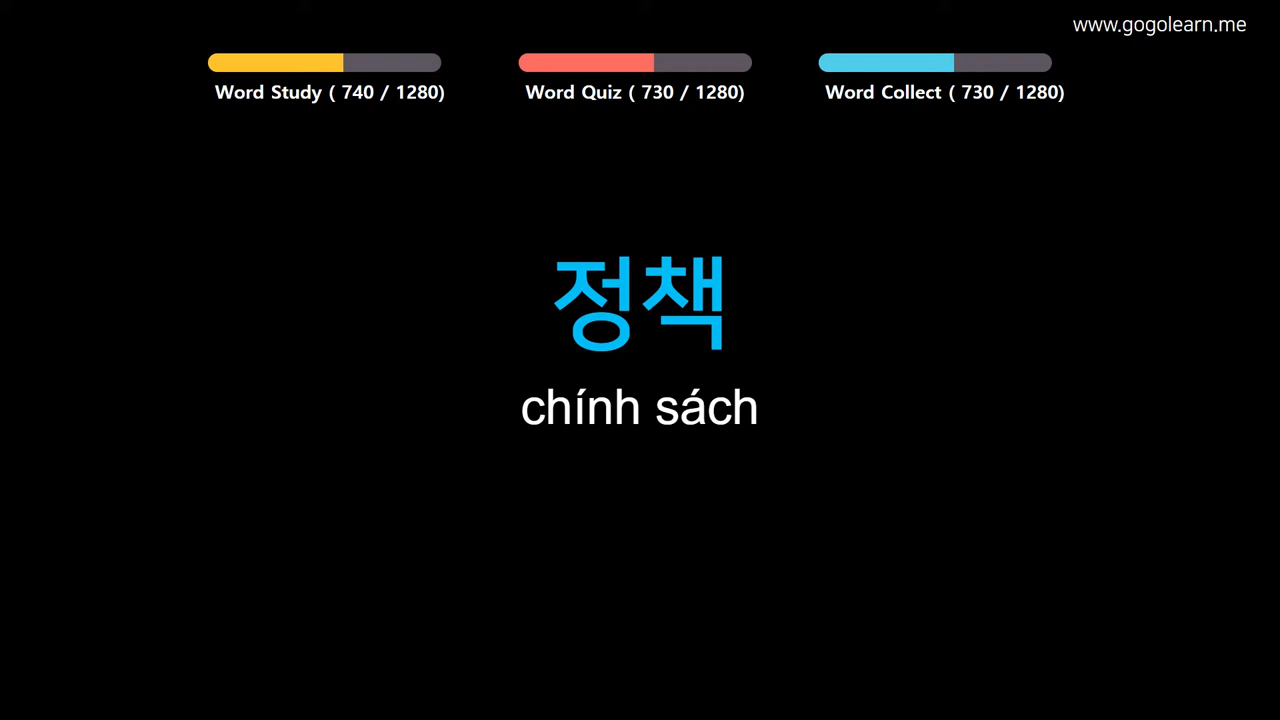 www.gogolearn.me
Word Study ( 740 / 1280)
Word Quiz ( 730 / 1280)
Word Collect ( 730 / 1280)
정책
chính sách